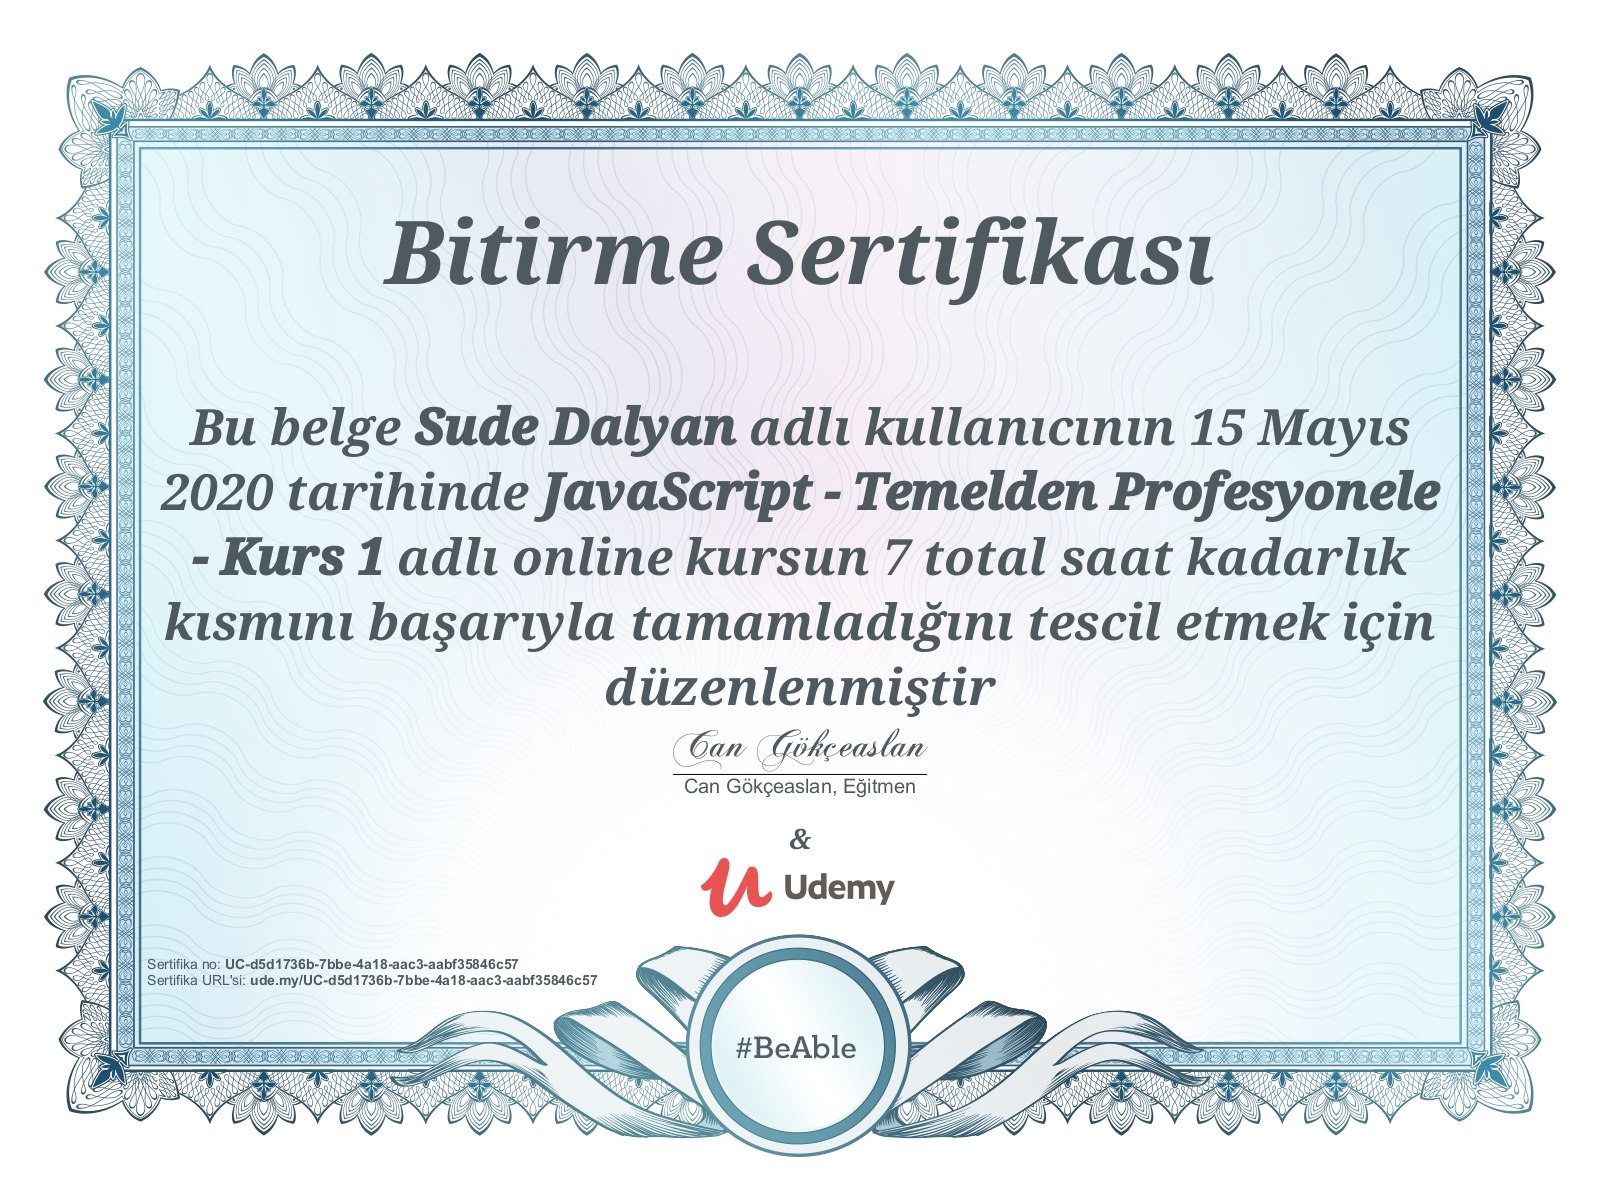 Bitirme Sertifikası
Bu belge Sude Dalyan adlı kullanıcının 15 Mayıs
2020 tarihinde JavaScript - Temelden Profesyonele
- Kurs 1 adlı online kursun 7 total saat kadarlık
kısmını başarıyla tamamladığını tescil etmek için
düzenlenmiştir
Can Gökçeaslan
Can Gökçeaslan, Eğitmen
&
Udemy
Sertifika no: UC-d5d1736b-7bbe-4a18-aac3-aabf35846c57
Sertifika URL'si: ude.my/UC-d5d1736b-7bbe-4a18-aac3-aabf35846c57
#BeAble